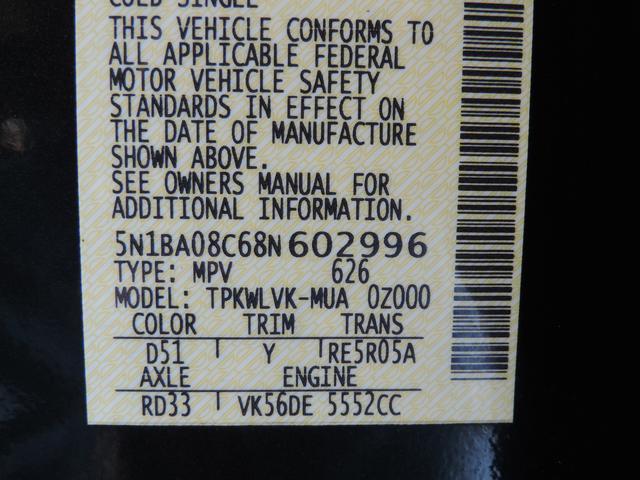 COLD SINGLE
THIS VEHICLE CONFORMS TO
ALL APPLICABLE FEDERAL
MOTOR VEHICLE SAFETY
STANDARDS IN EFFECT ON
THE DATE OF MANUFACTURE
SHOWN ABOVE.
SEE OWNERS MANUAL FOR
ADDITIONAL INFORMATION.
5N1BA08C68N602996
TYPE: MPV 626
MODEL: TPKWLVK-MUA 0Z000
COLOR TRIM TRANS
D51 Y RE5R05A
AXLE ENGINE
RD33 VK56DE 5552CC